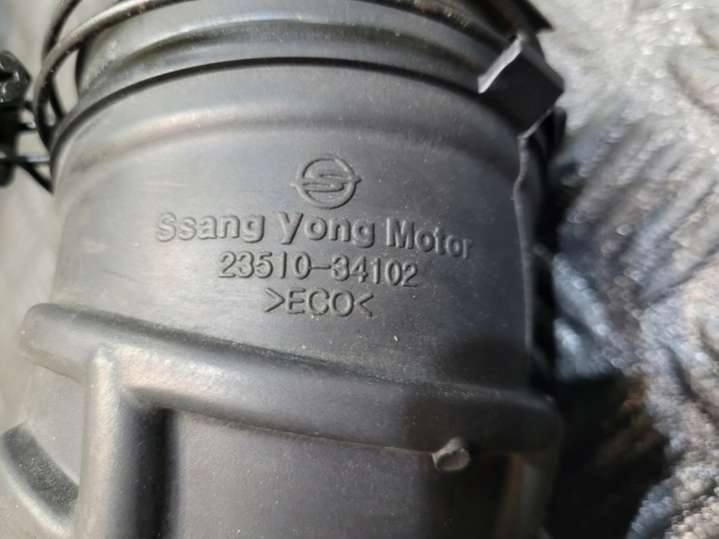 Ssang Yong Motor
23510-34102
>ECO<